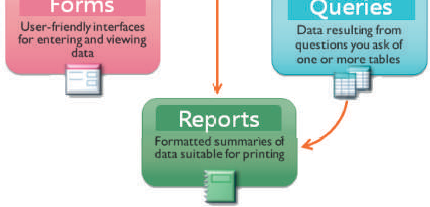 Forms
User-friendly interfaces
for entering and viewing
data
Queries
Data resulting from
questions you ask of
one or more tables
Reports
Formatted summaries of
data suitable for printing